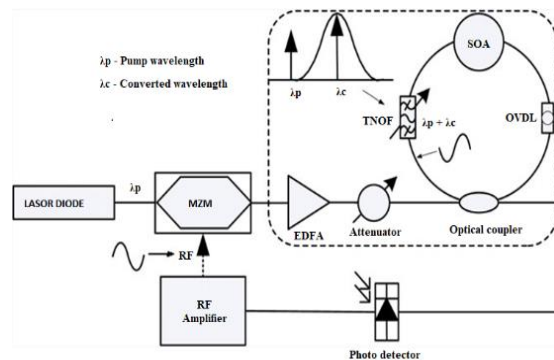 λp - Pump wavelength
λc - Converted wavelength
.
λp
λc
SOA
TNOF
λp + λc
OVDL
LASOR DIODE
λp
MZM
EDFA
Attenuator
Optical coupler
RF
RF
Amplifier
Photo detector